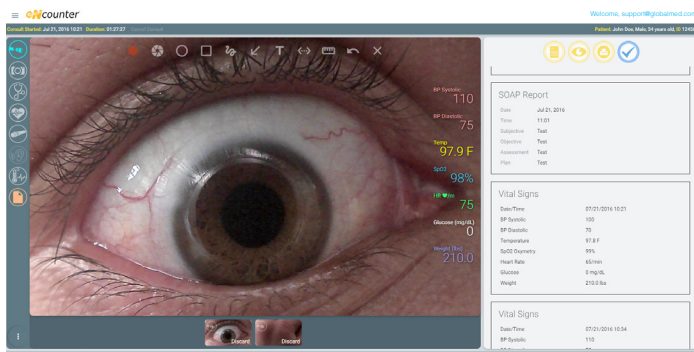 eNcounter
Welcome, support@globalmed.com
Consult Started: Jul 21, 2016 10:21 Duration: 01:27:27 Cancel Consult
Patient: John Doe, Male, 54 years old, ID
T
BP Systolic
110
BP Diastolic
75
Temp
97.9 F
SpO2
98%
HR
75
Glucose (mg/dL)
0
Weight (lbs)
210.0
Discard
Discard
SOAP Report
Date Jul 21, 2016
Time 11:01
Subjective Test
Objective Test
Assessment Test
Plan Test
Vital Signs
Date/Time 07/21/2016 10:21
BP Systolic 100
BP Diastolic 70
Temperature 97.8 F
SpO2 Oxymetry 99%
Heart Rate 65/min
Glucose 0 mg/dL
Weight 210.0 lbs
Vital Signs
Date/Time 07/21/2016 10:34
BP Systolic 110